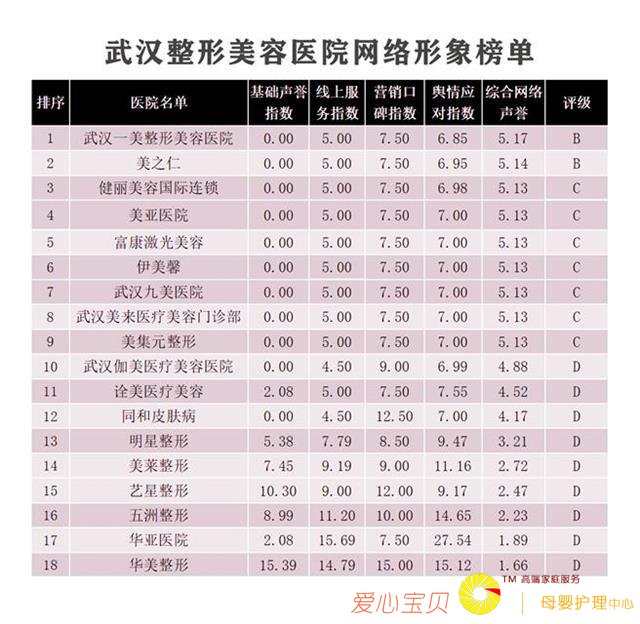 武汉整形美容医院网络形象榜单
排序 医院名单 基础声誉指数 线上服务指数 营销口碑指数 舆情应对指数 综合网络声誉 评级
1 武汉一美整形美容医院 0.00 5.00 7.50 6.85 5.17 B
2 美之仁 0.00 5.00 7.50 6.95 5.14 B
3 健丽美容国际连锁 0.00 5.00 7.50 6.98 5.13 C
4 美亚医院 0.00 5.00 7.50 7.00 5.13 C
5 富康激光美容 0.00 5.00 7.50 7.00 5.13 C
6 伊美馨 0.00 5.00 7.50 7.00 5.13 C
7 武汉九美医院 0.00 5.00 7.50 7.00 5.13 C
8 武汉美来医疗美容门诊部 0.00 5.00 7.50 7.00 5.13 C
9 美集元整形 0.00 5.00 7.50 7.00 5.13 C
10 武汉伽美医疗美容医院 0.00 4.50 9.00 6.99 4.88 D
11 诠美医疗美容 2.08 5.00 7.50 7.55 4.52 D
12 同和皮肤病 0.00 4.50 12.50 7.00 4.17 D
13 明星整形 5.38 7.79 8.50 9.47 3.21 D
14 美莱整形 7.45 9.19 9.00 11.16 2.72 D
15 艺星整形 10.30 9.00 12.00 9.17 2.47 D
16 五洲整形 8.99 11.20 10.00 14.65 2.23 D
17 华亚医院 2.08 15.69 7.50 27.54 1.89 D
18 华美整形 15.39 14.79 15.00 15.12 1.66 D
TM 高端家庭服务
爱心宝贝 母婴护理中心